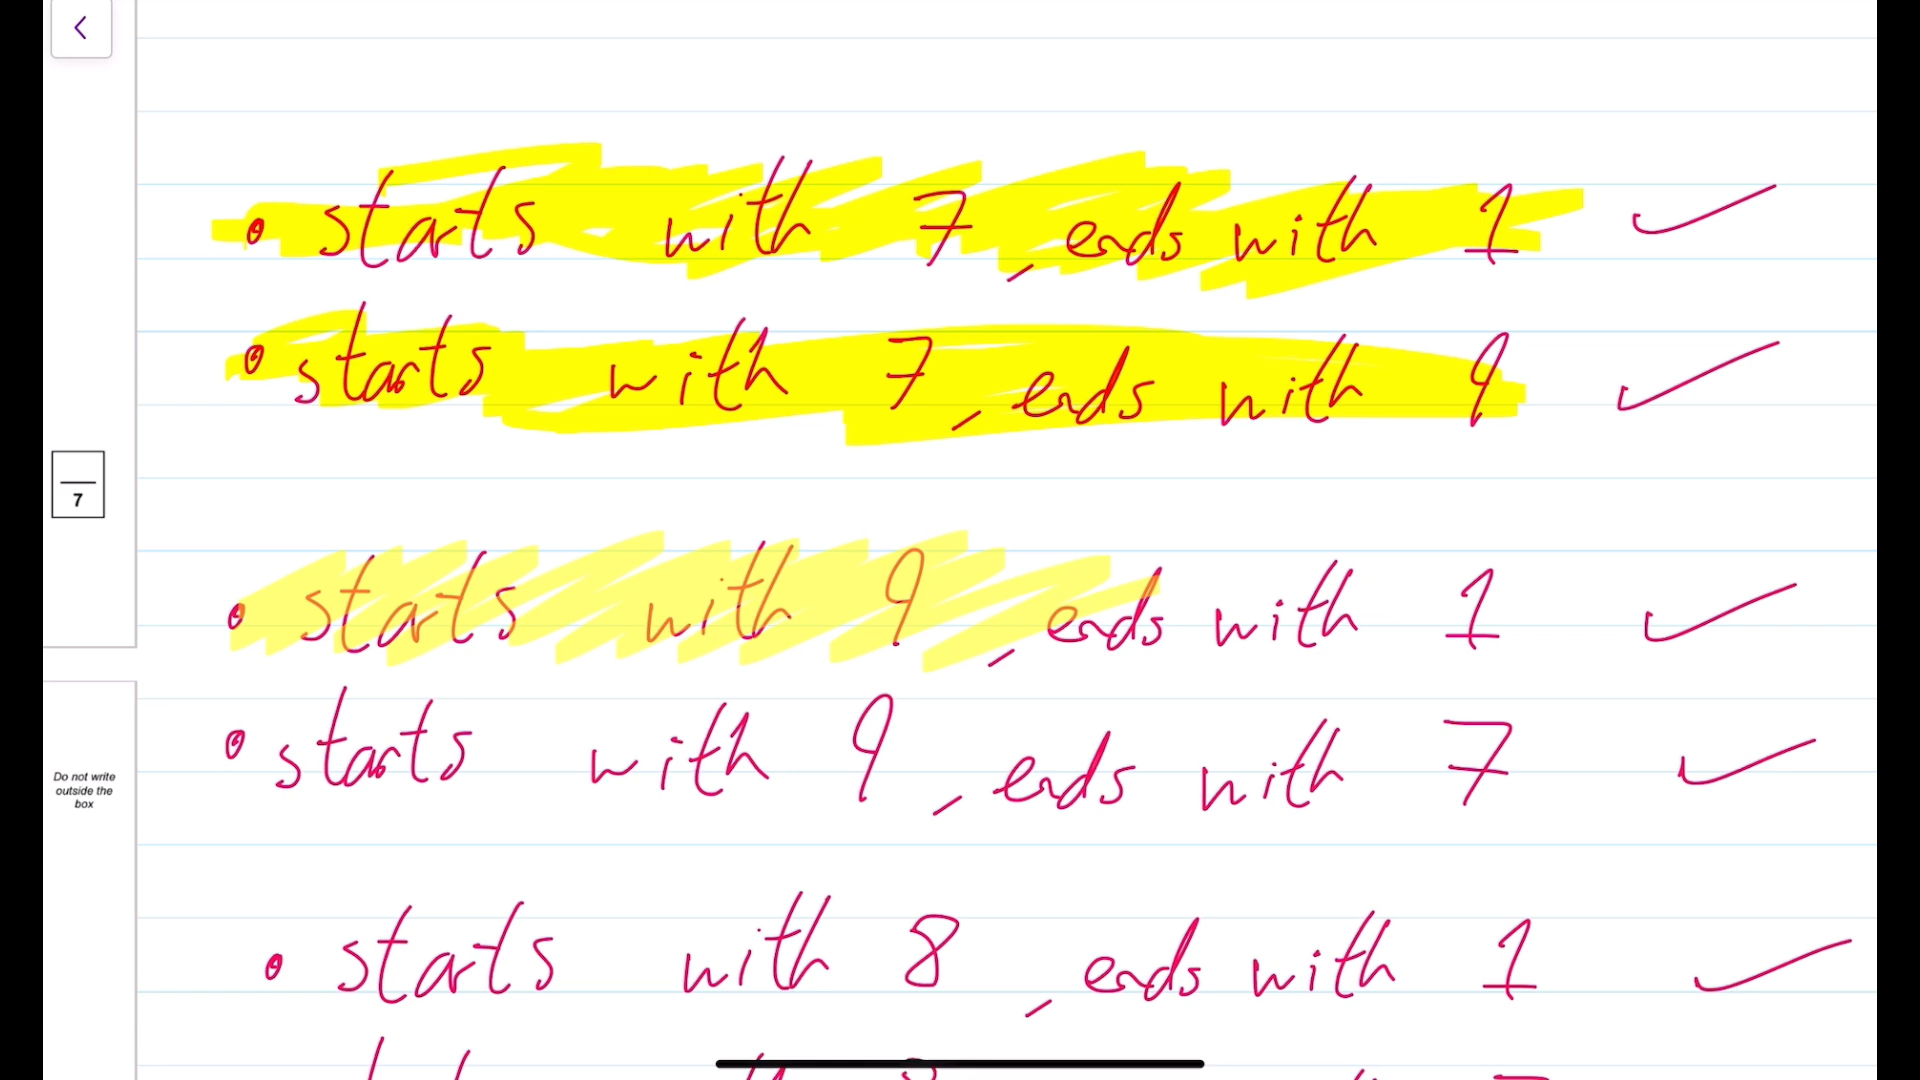 • starts with 7, ends with 1 ✓
• starts with 7, ends with 9 ✓
7
• starts with 9, ends with 1 ✓
• starts with 9, ends with 7 ✓
Do not write
outside the
box
• starts with 8, ends with 1 ✓